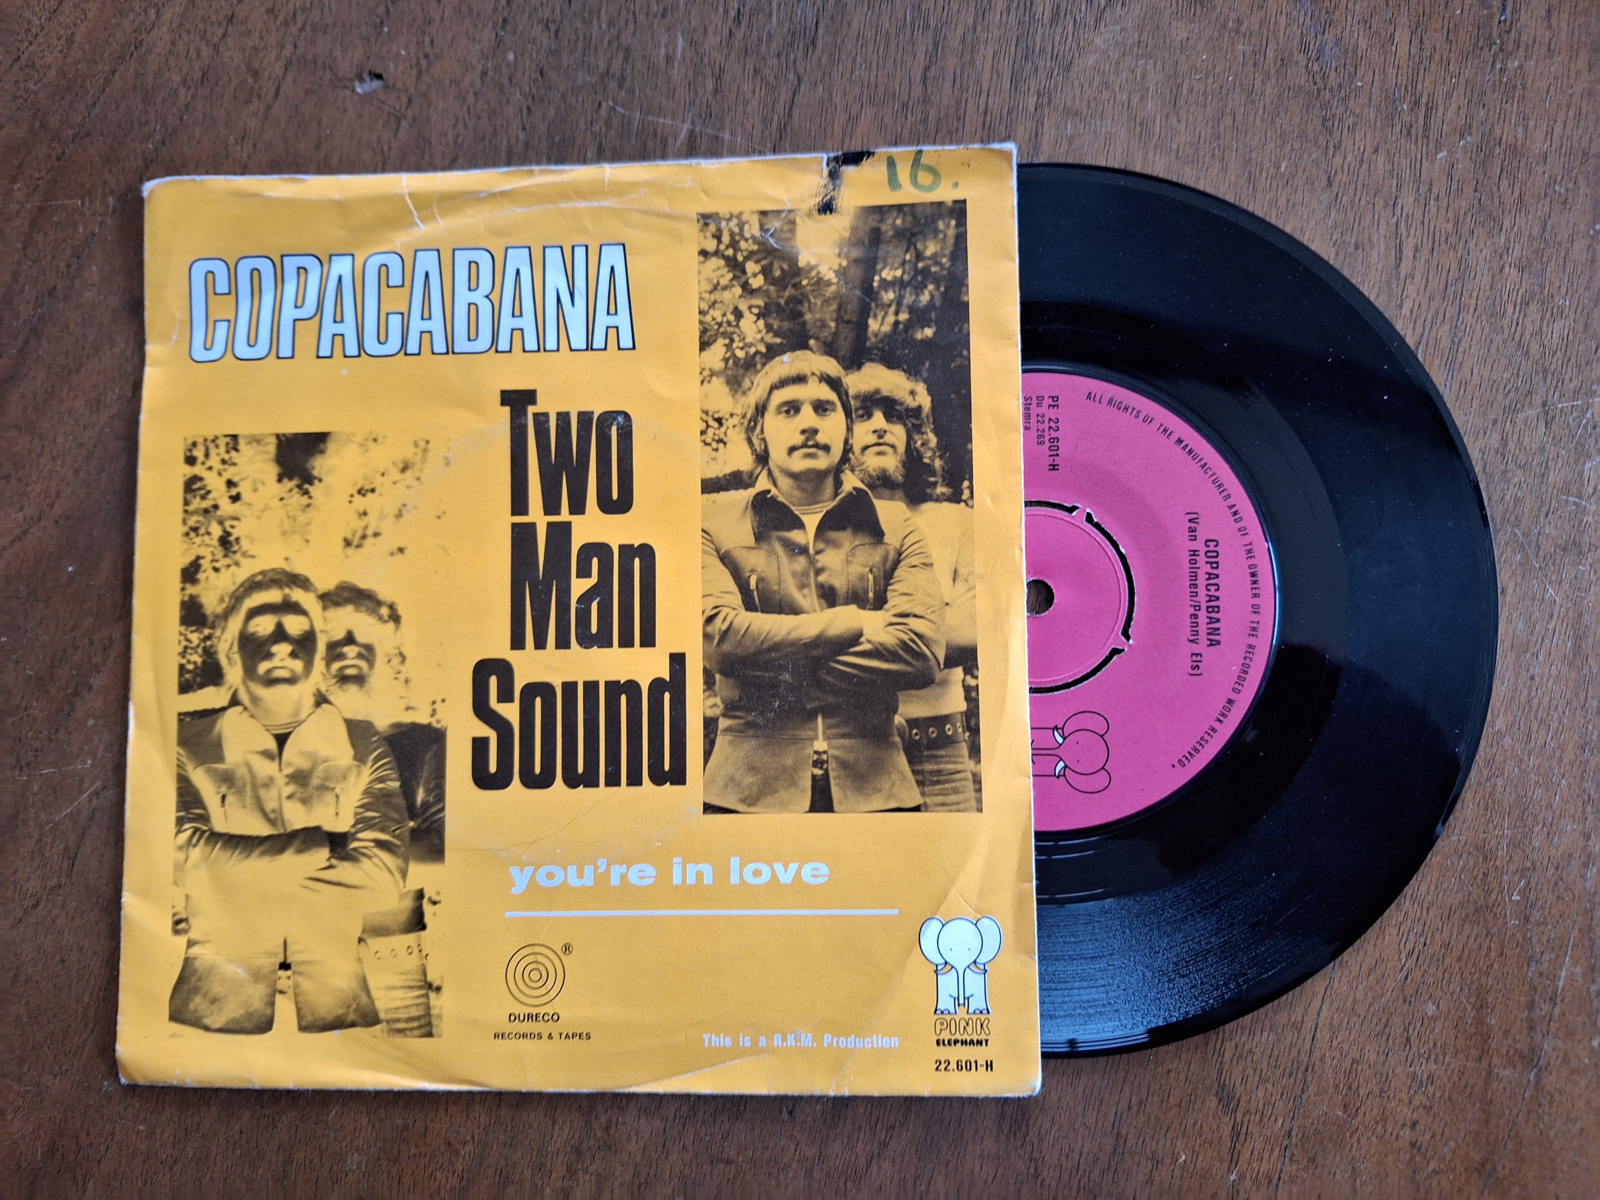 16.
COPACABANA
Two
Man
Sound
you're in love
®
DURECO
RECORDS & TAPES
This is a R.K.M. Production
PINK
ELEPHANT
22.601-H
PE 22.601-H
Du 22.269
Stemra
ALL RIGHTS OF THE MANUFACTURER AND OF THE OWNER OF THE RECORDED WORK RESERVED.
COPACABANA
(Van Holmen/Penny Els)